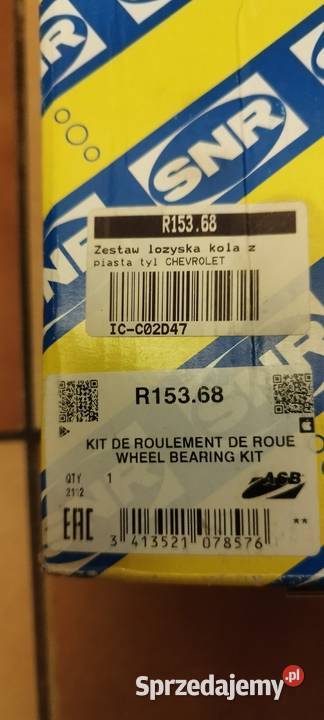 SNR
SNR
R153.68
Zestaw lozyska kola z
piasta tyl CHEVROLET
IC-C02D47
R153.68
KIT DE ROULEMENT DE ROUE
WHEEL BEARING KIT
QTY 1
2112
ASB
EAC
**
3 413521 078576
Sprzedajemy.pl